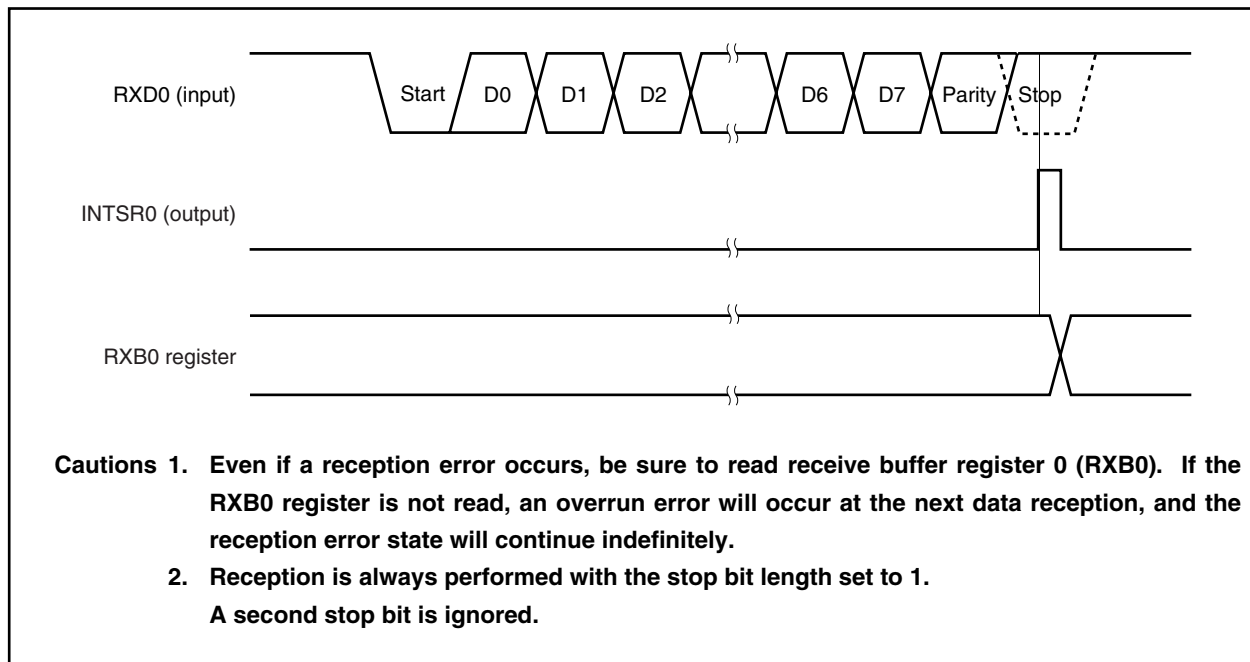 RXD0 (input) Start D0 D1 D2 D6 D7 Parity Stop
INTSR0 (output)
RXB0 register
Cautions 1. Even if a reception error occurs, be sure to read receive buffer register 0 (RXB0). If the
RXB0 register is not read, an overrun error will occur at the next data reception, and the
reception error state will continue indefinitely.
2. Reception is always performed with the stop bit length set to 1.
A second stop bit is ignored.